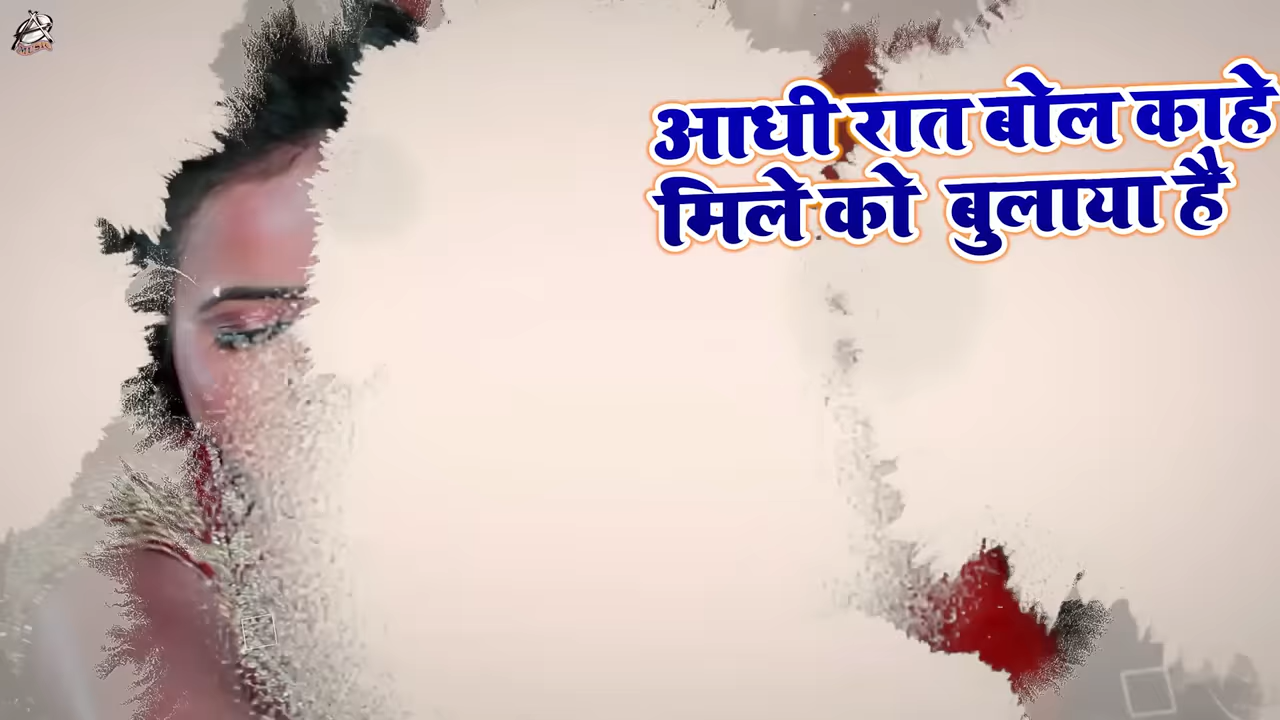 आधी रात बोल काहे
मिले को बुलाया है